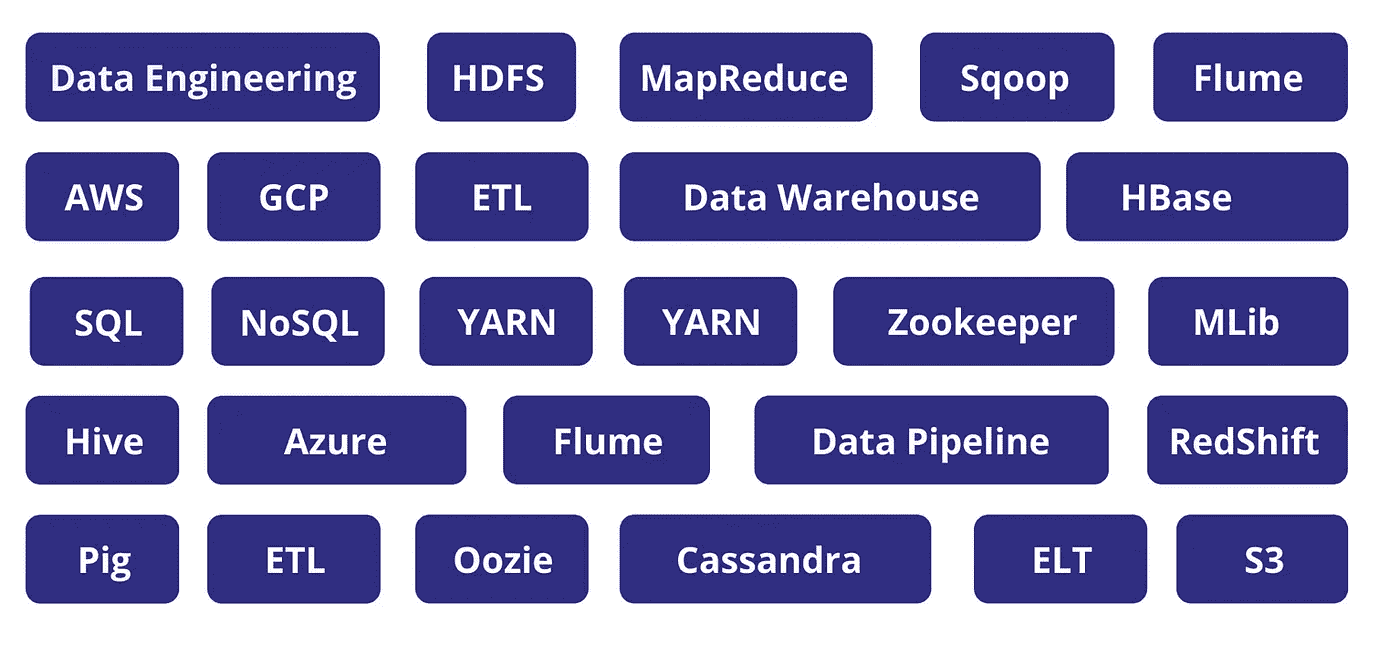 Data Engineering HDFS MapReduce Sqoop Flume
AWS GCP ETL Data Warehouse HBase
SQL NoSQL YARN YARN Zookeeper MLib
Hive Azure Flume Data Pipeline RedShift
Pig ETL Oozie Cassandra ELT S3